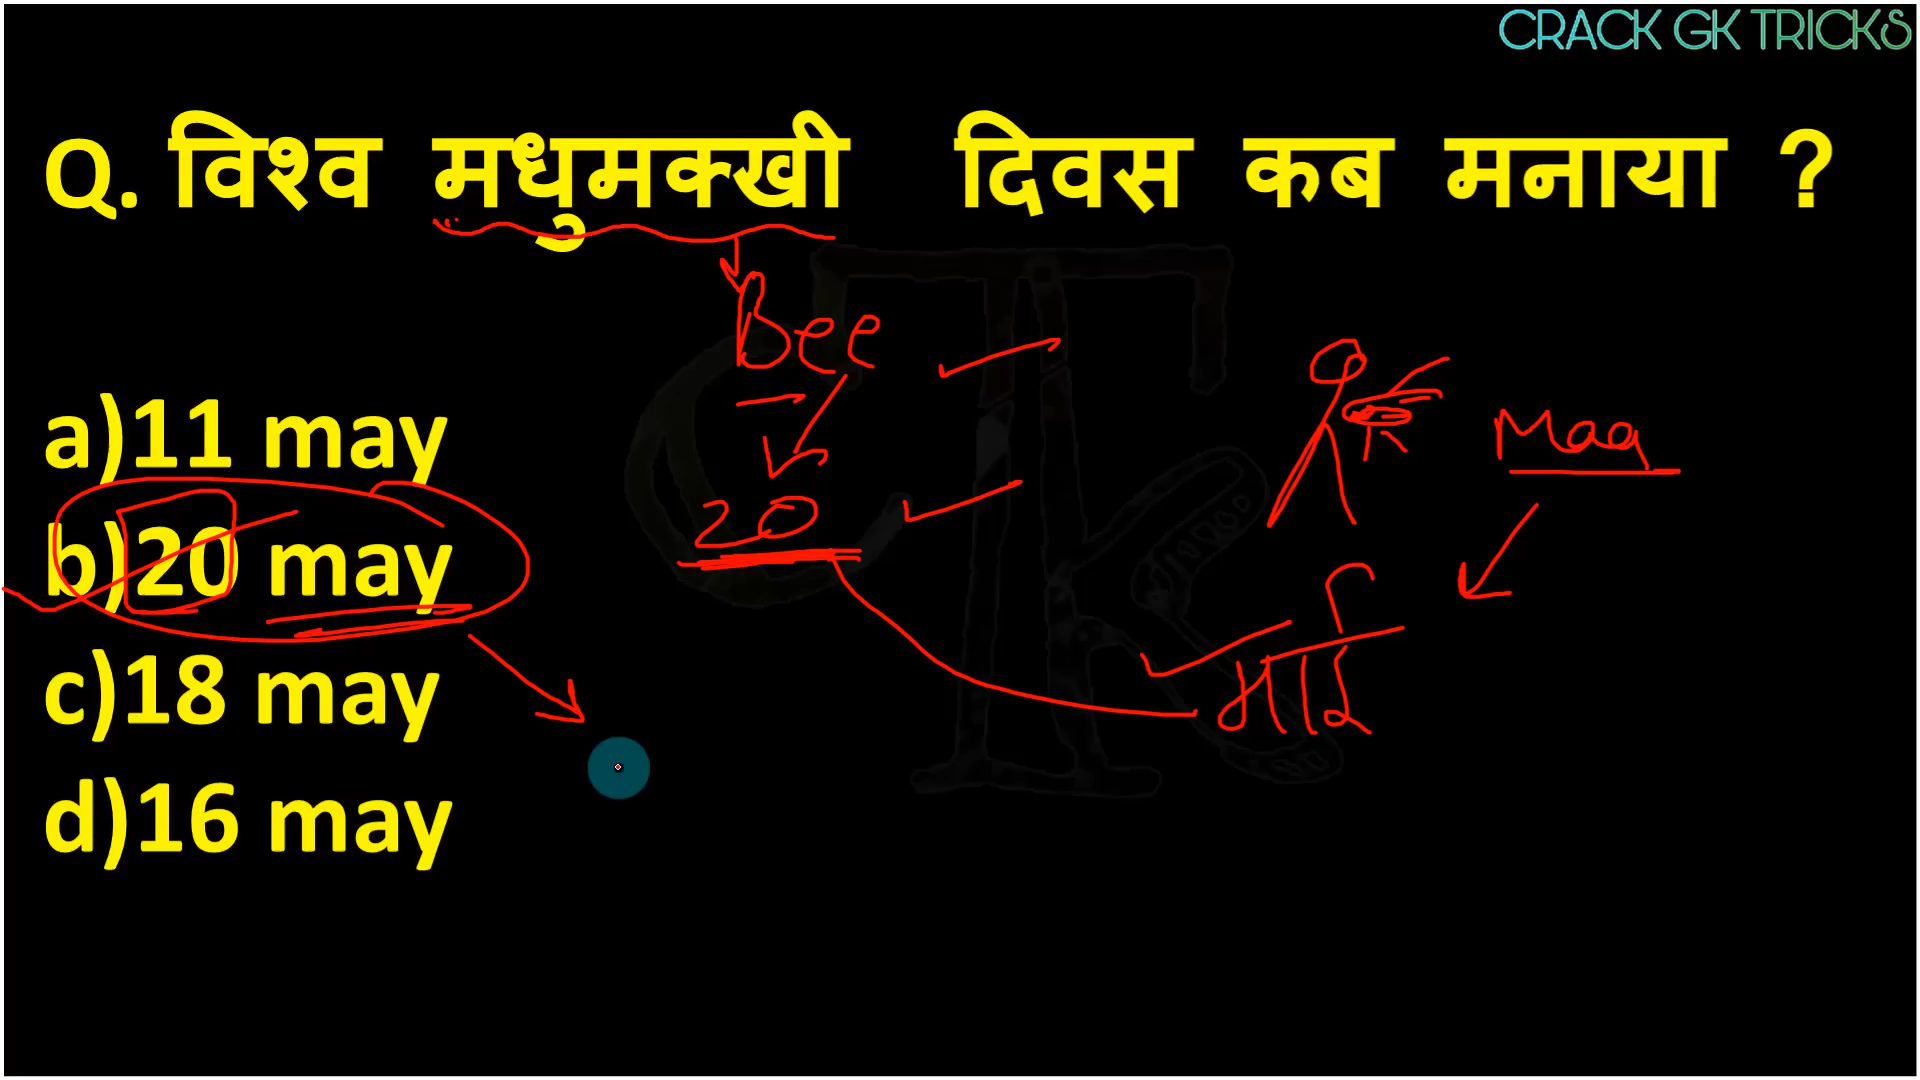 CRACK GK TRICKS
Q. विश्व मधुमक्खी दिवस कब मनाया ?
Bee
a)11 may
Maa
20
b)20 may
माई
c)18 may
d)16 may